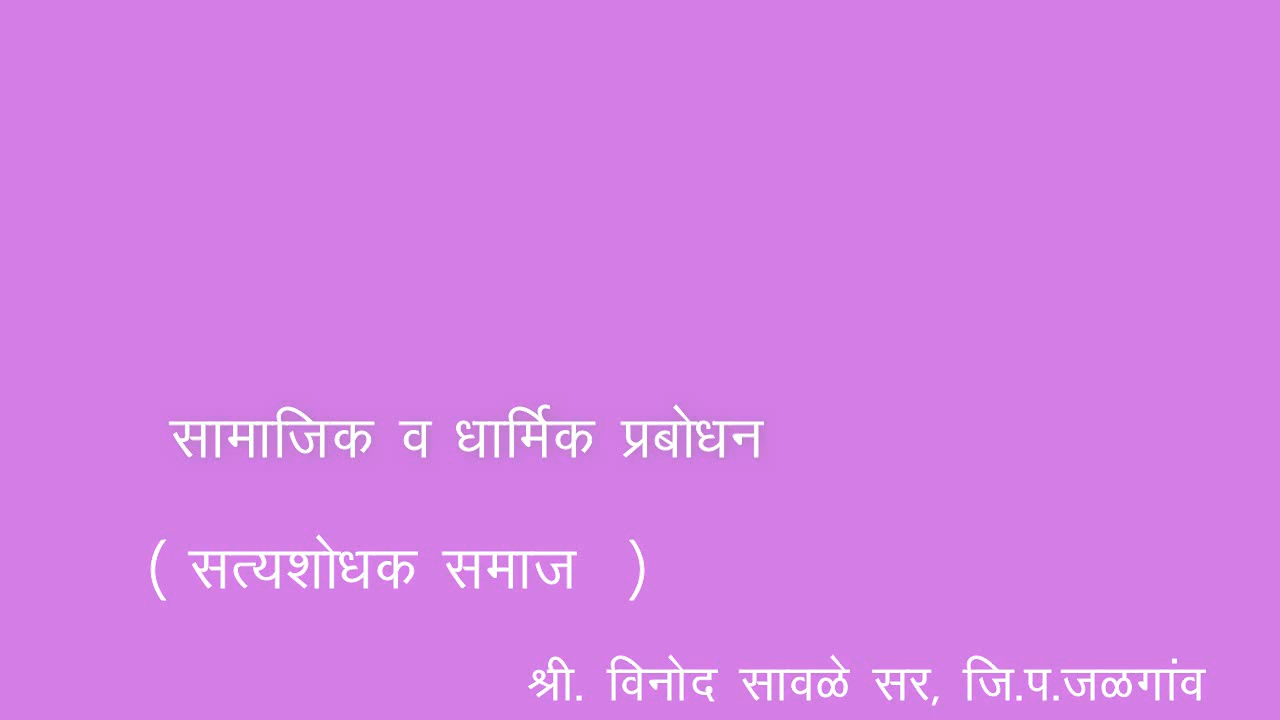 सामाजिक व धार्मिक प्रबोधन
( सत्यशोधक समाज )
श्री. विनोद सावळे सर, जि.प.जळगांव